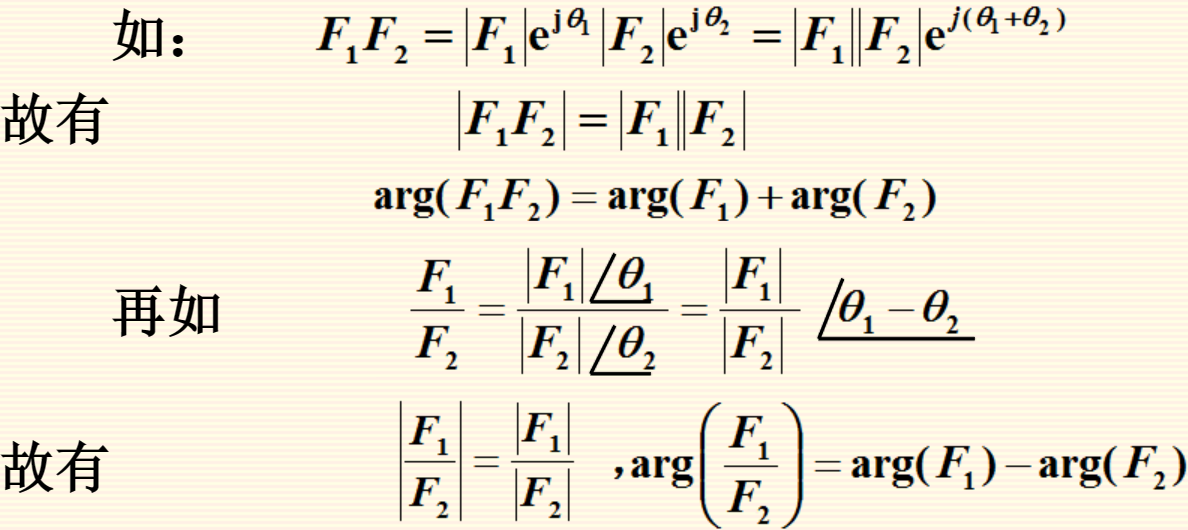 如： F₁F₂ = |F₁|e^{jθ₁} |F₂|e^{jθ₂} = |F₁||F₂|e^{j(θ₁+θ₂)}
故有 |F₁F₂| = |F₁||F₂|
arg(F₁F₂) = arg(F₁) + arg(F₂)
再如 F₁/F₂ = |F₁|∠θ₁ / |F₂|∠θ₂ = |F₁|/|F₂| ∠θ₁ − θ₂
故有 |F₁/F₂| = |F₁|/|F₂| ,arg(F₁/F₂) = arg(F₁) − arg(F₂)